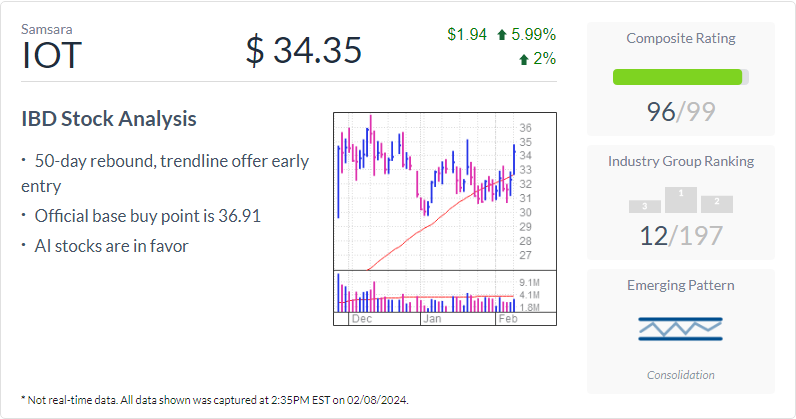 Samsara
IOT
$ 34.35
$1.94 5.99%
2%
IBD Stock Analysis
· 50-day rebound, trendline offer early
entry
· Official base buy point is 36.91
· AI stocks are in favor
36
35
34
33
32
31
30
29
28
27
9.1M
4.1M
1.8M
Dec Jan Feb
Composite Rating
96/99
Industry Group Ranking
3 1 2
12/197
Emerging Pattern
Consolidation
* Not real-time data. All data shown was captured at 2:35PM EST on 02/08/2024.